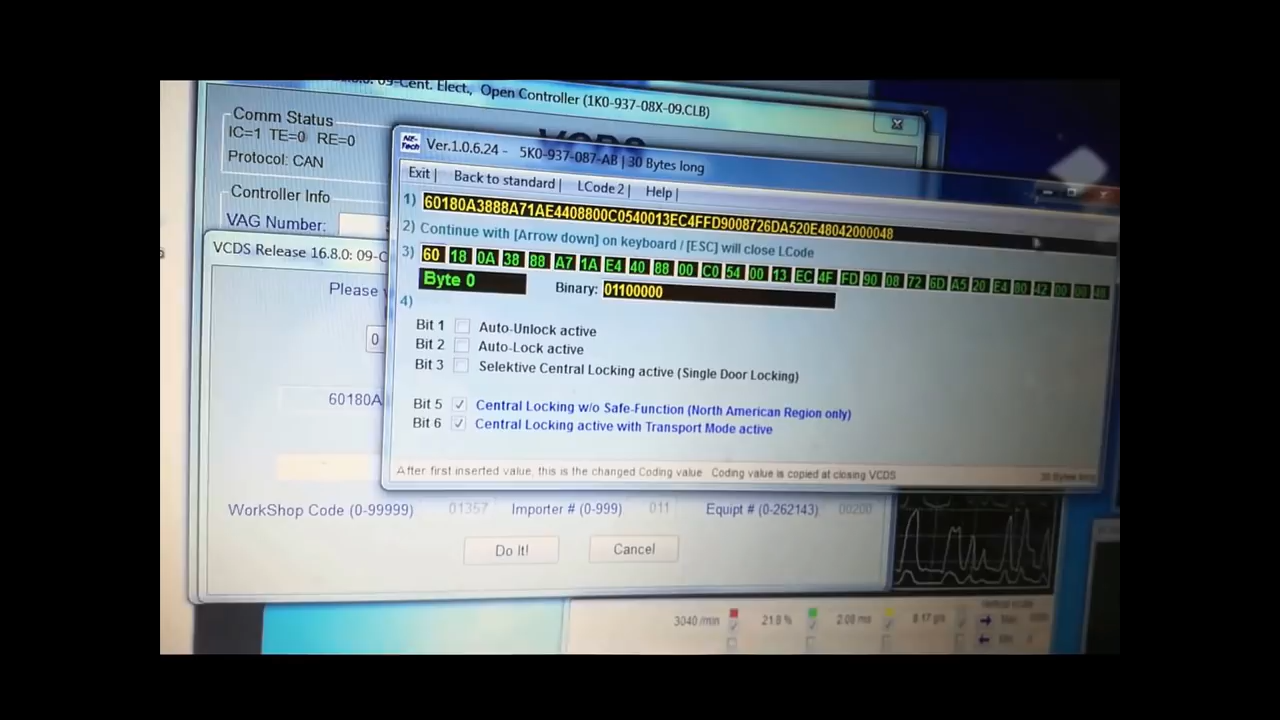 09-Cent. Elect., Open Controller (1K0-937-08X-09.CLB)
Comm Status
IC=1 TE=0 RE=0
Protocol: CAN
Controller Info
VAG Number:
VCDS Release 16.8.0: 09-C
Please
0
60180A
Ver.1.0.6.24 - 5K0-937-087-AB | 30 Bytes long
Exit | Back to standard | LCode 2 | Help |
1) 60180A3888A71AE4408800C0540013EC4FFD9008726DA520E48042000048
2) Continue with [Arrow down] on keyboard / [ESC] will close LCode
3) 60 18 0A 38 88 A7 1A E4 40 88 00 C0 54 00 13 EC 4F FD 90 08 72 6D A5 20 E4 80 42 00 00 48
Byte 0 Binary: 01100000
4)
Bit 1 Auto-Unlock active
Bit 2 Auto-Lock active
Bit 3 Selektive Central Locking active (Single Door Locking)
Bit 5 Central Locking w/o Safe-Function (North American Region only)
Bit 6 Central Locking active with Transport Mode active
After first inserted value, this is the changed Coding value Coding value is copied at closing VCDS 30 Bytes long
WorkShop Code (0-99999) 01357 Importer # (0-999) 011 Equipt # (0-262143) 00200
Do It! Cancel
3040 /min 21.8 % 2.08 ms